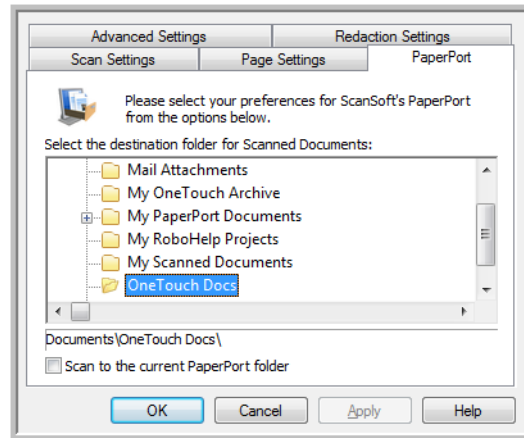 Advanced Settings Redaction Settings
Scan Settings Page Settings PaperPort
Please select your preferences for ScanSoft's PaperPort
from the options below.
Select the destination folder for Scanned Documents:
Mail Attachments
My OneTouch Archive
My PaperPort Documents
My RoboHelp Projects
My Scanned Documents
OneTouch Docs
Documents\OneTouch Docs\
Scan to the current PaperPort folder
OK Cancel Apply Help